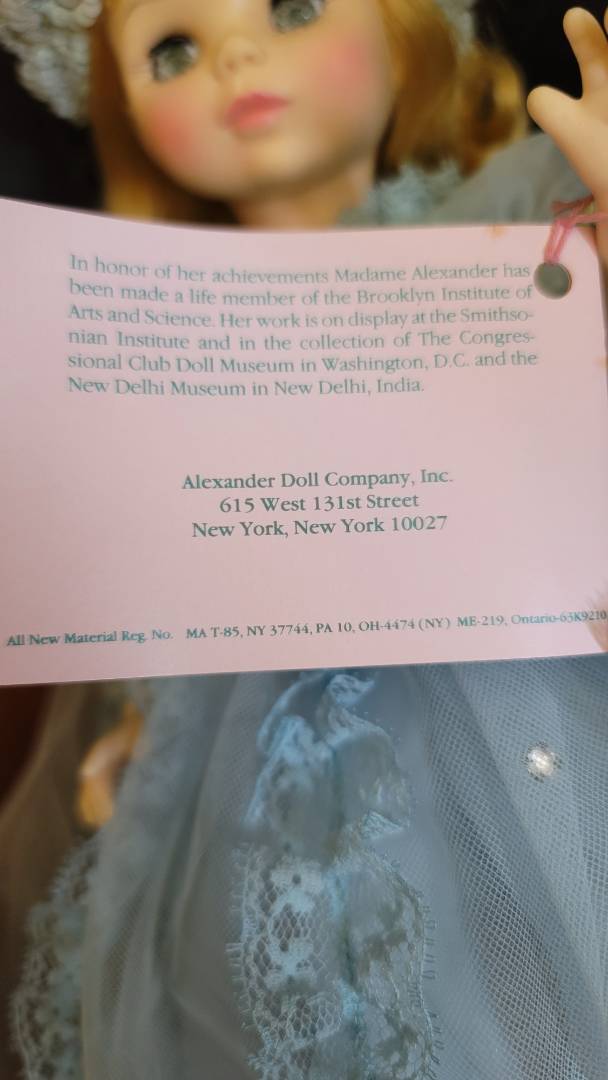 In honor of her achievements Madame Alexander has
been made a life member of the Brooklyn Institute of
Arts and Science. Her work is on display at the Smithso-
nian Institute and in the collection of The Congres-
sional Club Doll Museum in Washington, D.C. and the
New Delhi Museum in New Delhi, India.
Alexander Doll Company, Inc.
615 West 131st Street
New York, New York 10027
All New Material Reg. No. MA T-85, NY 37744, PA 10, OH-4474 (NY) ME-219, Ontario-63K9210